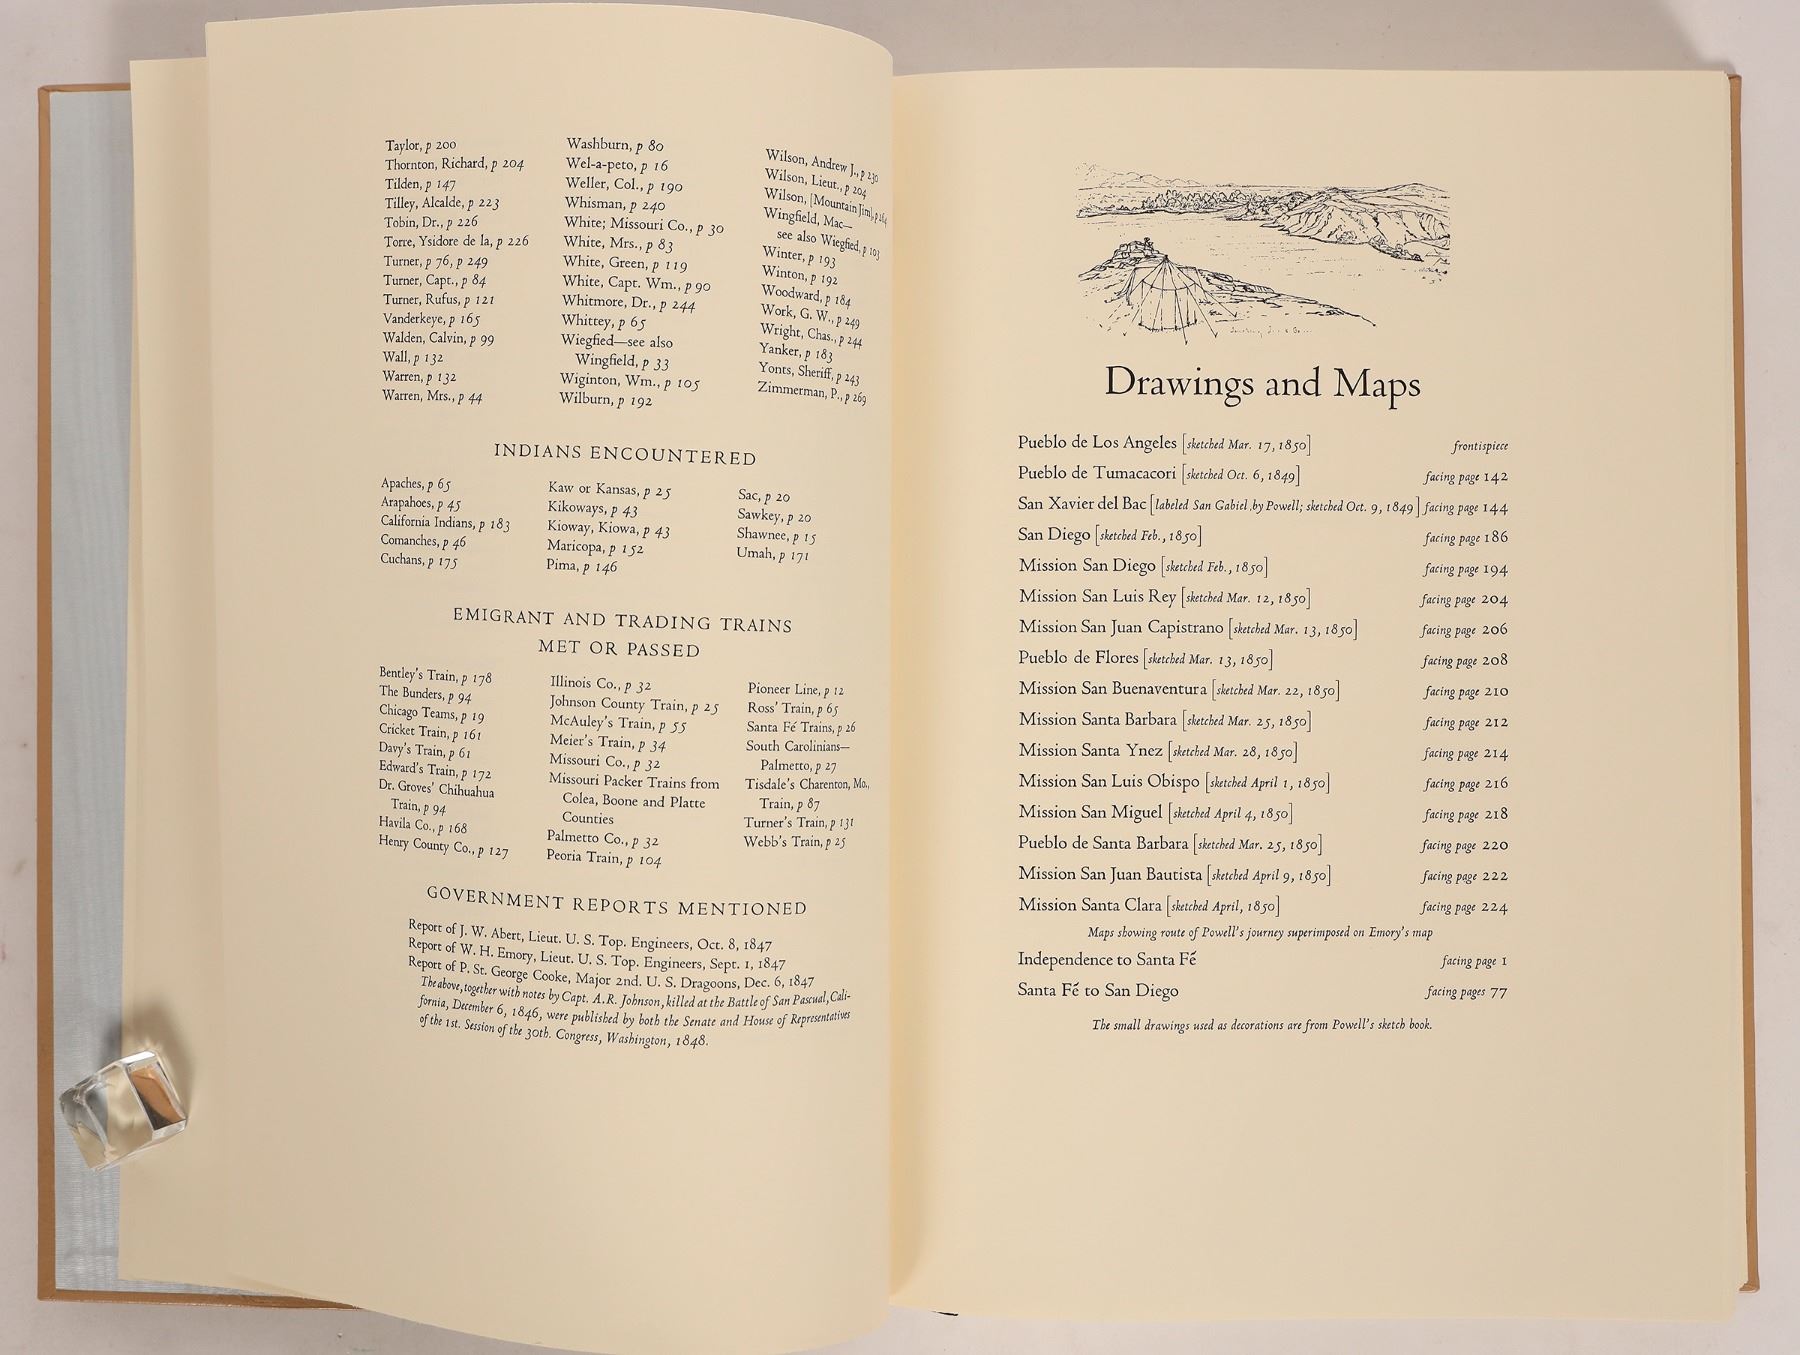 Taylor, p 200
Thornton, Richard, p 204
Tilden, p 147
Tilley, Alcalde, p 223
Tobin, Dr., p 226
Torre, Ysidore de la, p 226
Turner, p 76, p 249
Turner, Capt., p 84
Turner, Rufus, p 121
Vanderkeye, p 165
Walden, Calvin, p 99
Wall, p 132
Warren, p 132
Warren, Mrs., p 44
Washburn, p 80
Wel-a-peto, p 16
Weller, Col., p 190
Whisman, p 240
White; Missouri Co., p 30
White, Mrs., p 83
White, Green, p 119
White, Capt. Wm., p 90
Whitmore, Dr., p 244
Whittey, p 65
Wiegfied—see also
Wingfield, p 33
Wiginton, Wm., p 105
Wilburn, p 192
Wilson, Andrew J., p 230
Wilson, Lieut., p 204
Wilson, [Mountain Jim], p
Wingfield, Mac—
see also Wiegfied, p 103
Winter, p 193
Winton, p 192
Woodward, p 184
Work, G. W., p 249
Wright, Chas., p 244
Yanker, p 183
Yonts, Sheriff, p 243
Zimmerman, P., p 269
INDIANS ENCOUNTERED
Apaches, p 65
Arapahoes, p 45
California Indians, p 183
Comanches, p 46
Cuchans, p 175
Kaw or Kansas, p 25
Kikoways, p 43
Kioway, Kiowa, p 43
Maricopa, p 152
Pima, p 146
Sac, p 20
Sawkey, p 20
Shawnee, p 15
Umah, p 171
EMIGRANT AND TRADING TRAINS
MET OR PASSED
Bentley's Train, p 178
The Bunders, p 94
Chicago Teams, p 19
Cricket Train, p 161
Davy's Train, p 61
Edward's Train, p 172
Dr. Groves' Chihuahua
Train, p 94
Havila Co., p 168
Henry County Co., p 127
Illinois Co., p 32
Johnson County Train, p 25
McAuley's Train, p 55
Meier's Train, p 34
Missouri Co., p 32
Missouri Packer Trains from
Colea, Boone and Platte
Counties
Palmetto Co., p 32
Peoria Train, p 104
Pioneer Line, p 12
Ross' Train, p 65
Santa Fé Trains, p 26
South Carolinians—
Palmetto, p 27
Tisdale's Charenton, Mo.,
Train, p 87
Turner's Train, p 131
Webb's Train, p 25
GOVERNMENT REPORTS MENTIONED
Report of J. W. Abert, Lieut. U. S. Top. Engineers, Oct. 8, 1847
Report of W. H. Emory, Lieut. U. S. Top. Engineers, Sept. 1, 1847
Report of P. St. George Cooke, Major 2nd. U. S. Dragoons, Dec. 6, 1847
The above, together with notes by Capt. A. R. Johnson, killed at the Battle of San Pascual, Cali-
fornia, December 6, 1846, were published by both the Senate and House of Representatives
of the 1st. Session of the 30th. Congress, Washington, 1848.
Drawings and Maps
Pueblo de Los Angeles [sketched Mar. 17, 1850] frontispiece
Pueblo de Tumacacori [sketched Oct. 6, 1849] facing page 142
San Xavier del Bac [labeled San Gabiel by Powell; sketched Oct. 9, 1849] facing page 144
San Diego [sketched Feb., 1850] facing page 186
Mission San Diego [sketched Feb., 1850] facing page 194
Mission San Luis Rey [sketched Mar. 12, 1850] facing page 204
Mission San Juan Capistrano [sketched Mar. 13, 1850] facing page 206
Pueblo de Flores [sketched Mar. 13, 1850] facing page 208
Mission San Buenaventura [sketched Mar. 22, 1850] facing page 210
Mission Santa Barbara [sketched Mar. 25, 1850] facing page 212
Mission Santa Ynez [sketched Mar. 28, 1850] facing page 214
Mission San Luis Obispo [sketched April 1, 1850] facing page 216
Mission San Miguel [sketched April 4, 1850] facing page 218
Pueblo de Santa Barbara [sketched Mar. 25, 1850] facing page 220
Mission San Juan Bautista [sketched April 9, 1850] facing page 222
Mission Santa Clara [sketched April, 1850] facing page 224
Maps showing route of Powell's journey superimposed on Emory's map
Independence to Santa Fé facing page 1
Santa Fé to San Diego facing pages 77
The small drawings used as decorations are from Powell's sketch book.